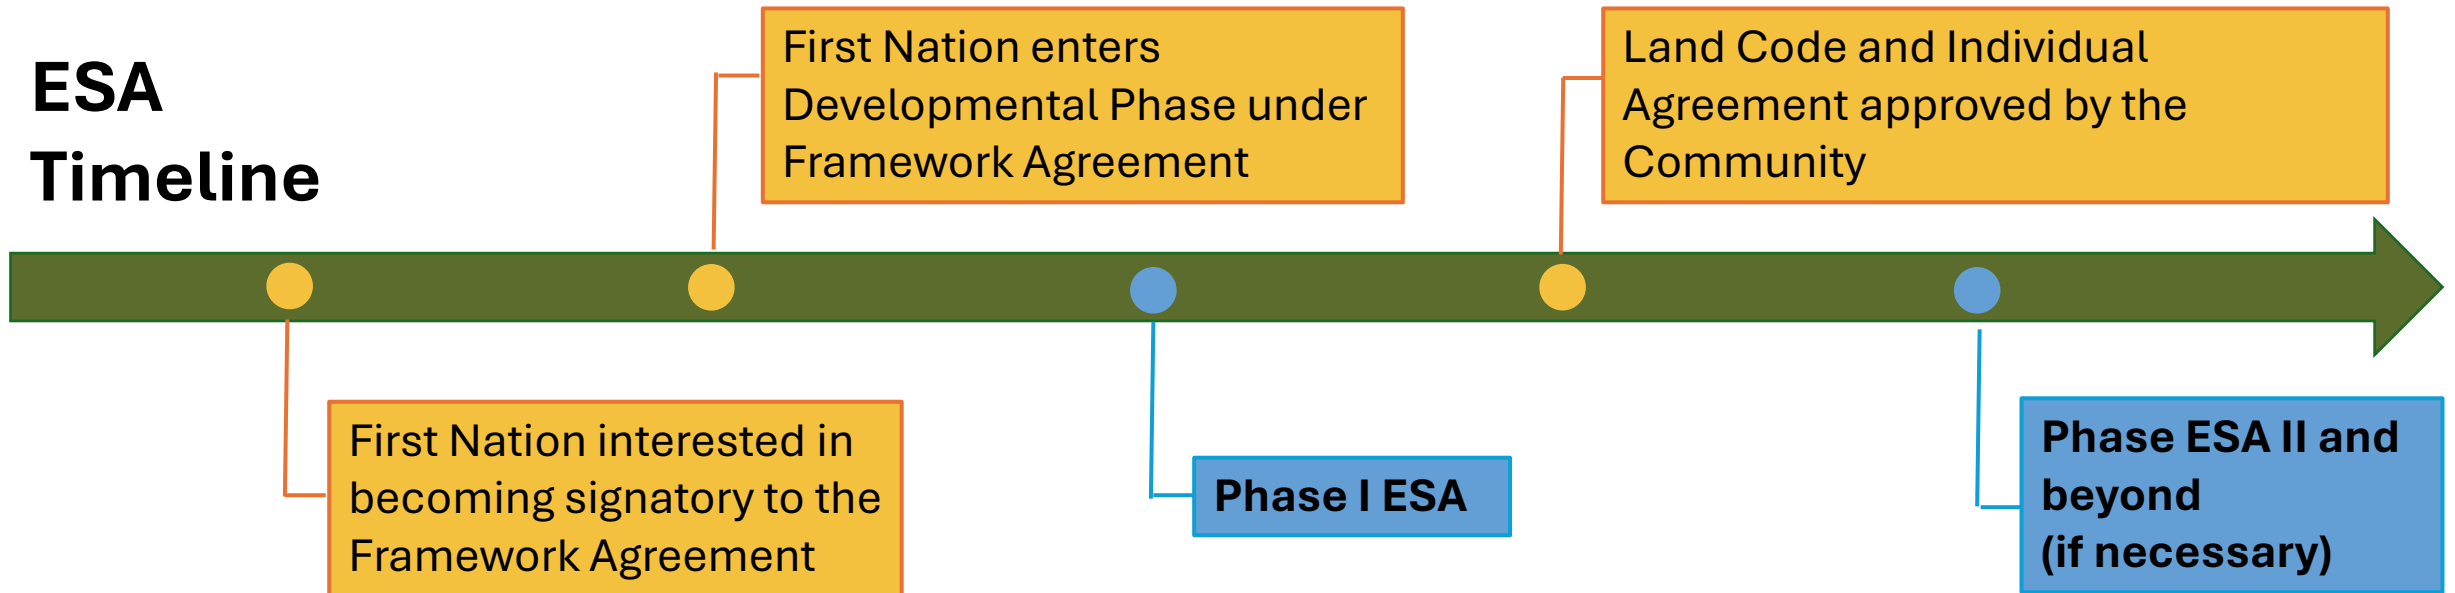 ESA
Timeline
First Nation enters
Developmental Phase under
Framework Agreement
Land Code and Individual
Agreement approved by the
Community
First Nation interested in
becoming signatory to the
Framework Agreement
Phase I ESA
Phase ESA II and
beyond
(if necessary)